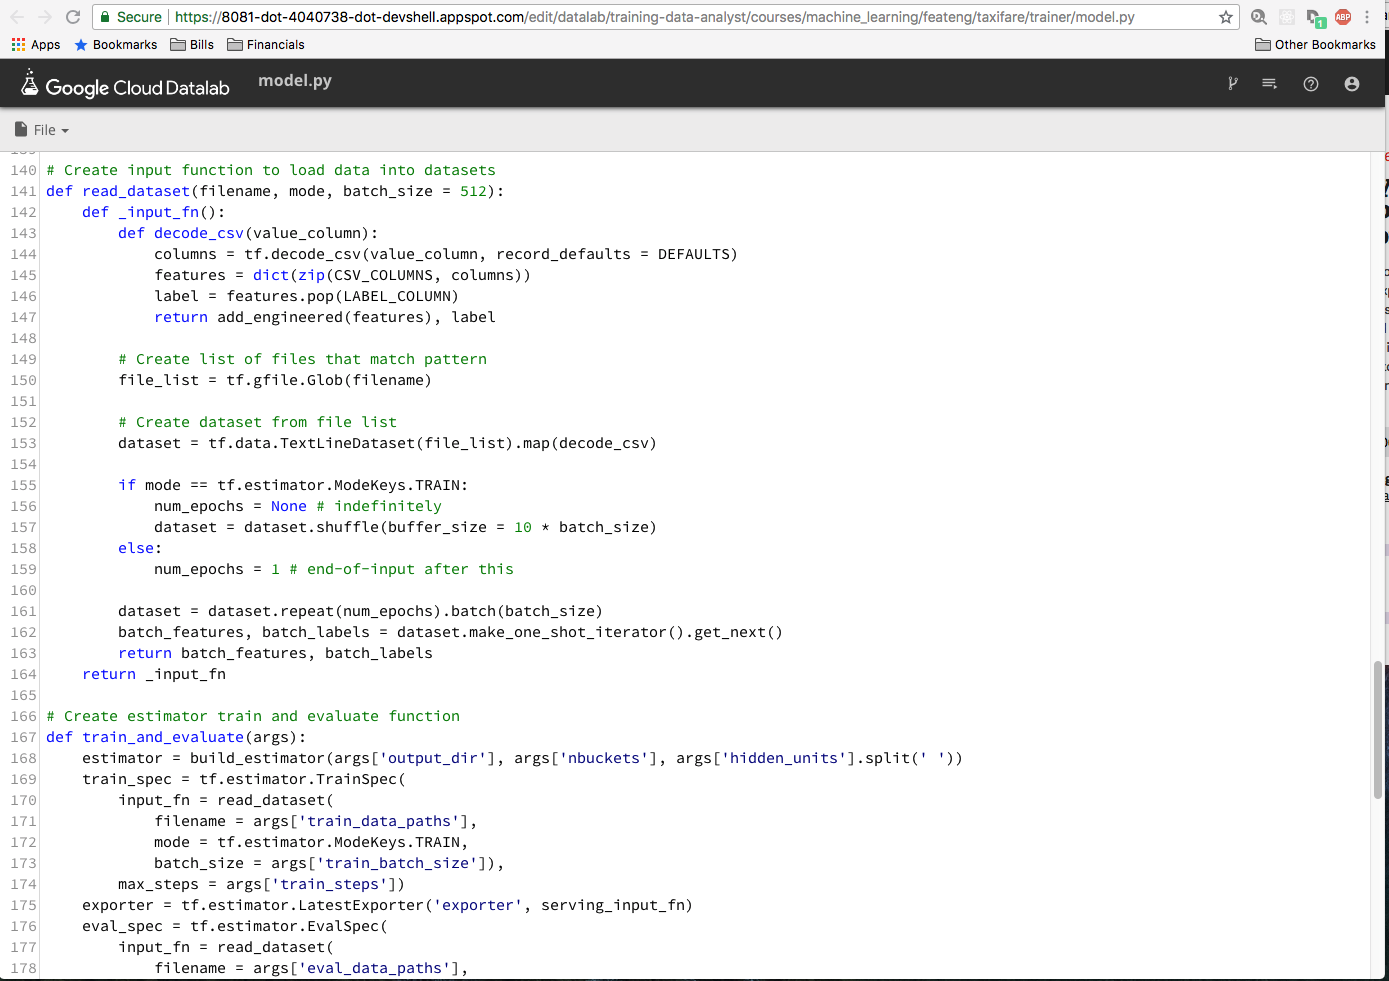 Secure https://8081-dot-4040738-dot-devshell.appspot.com/edit/datalab/training-data-analyst/courses/machine_learning/feateng/taxifare/trainer/model.py
1 ABP
Apps Bookmarks Bills Financials Other Bookmarks
Google Cloud Datalab model.py
File
139
140 # Create input function to load data into datasets
141 def read_dataset(filename, mode, batch_size = 512):
142     def _input_fn():
143         def decode_csv(value_column):
144             columns = tf.decode_csv(value_column, record_defaults = DEFAULTS)
145             features = dict(zip(CSV_COLUMNS, columns))
146             label = features.pop(LABEL_COLUMN)
147             return add_engineered(features), label
148
149         # Create list of files that match pattern
150         file_list = tf.gfile.Glob(filename)
151
152         # Create dataset from file list
153         dataset = tf.data.TextLineDataset(file_list).map(decode_csv)
154
155         if mode == tf.estimator.ModeKeys.TRAIN:
156             num_epochs = None # indefinitely
157             dataset = dataset.shuffle(buffer_size = 10 * batch_size)
158         else:
159             num_epochs = 1 # end-of-input after this
160
161         dataset = dataset.repeat(num_epochs).batch(batch_size)
162         batch_features, batch_labels = dataset.make_one_shot_iterator().get_next()
163         return batch_features, batch_labels
164     return _input_fn
165
166 # Create estimator train and evaluate function
167 def train_and_evaluate(args):
168     estimator = build_estimator(args['output_dir'], args['nbuckets'], args['hidden_units'].split(' '))
169     train_spec = tf.estimator.TrainSpec(
170         input_fn = read_dataset(
171             filename = args['train_data_paths'],
172             mode = tf.estimator.ModeKeys.TRAIN,
173             batch_size = args['train_batch_size']),
174         max_steps = args['train_steps'])
175     exporter = tf.estimator.LatestExporter('exporter', serving_input_fn)
176     eval_spec = tf.estimator.EvalSpec(
177         input_fn = read_dataset(
178             filename = args['eval_data_paths'],